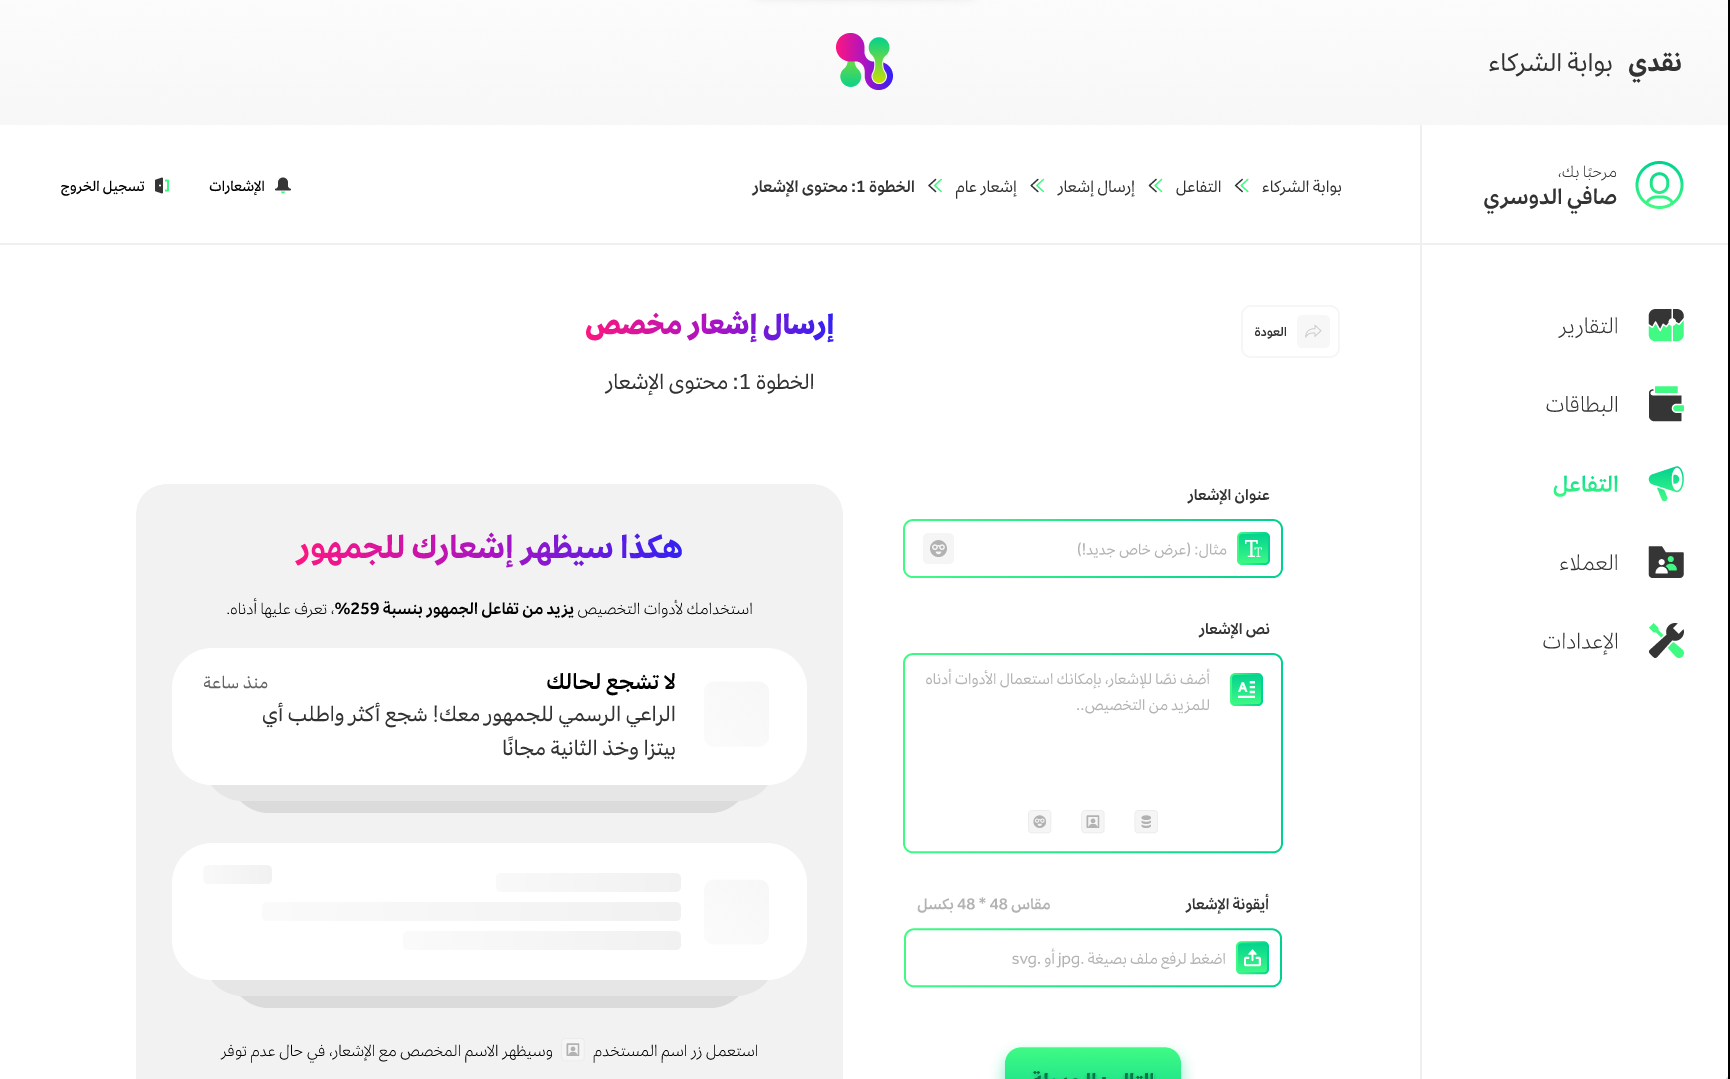 نقدي بوابة الشركاء
مرحبًا بك،
صافي الدوسري
بوابة الشركاء
التفاعل
إرسال إشعار
إشعار عام
الخطوة 1: محتوى الإشعار
الإشعارات
تسجيل الخروج
التقارير
البطاقات
التفاعل
العملاء
الإعدادات
العودة
إرسال إشعار مخصص
الخطوة 1: محتوى الإشعار
عنوان الإشعار
مثال: (عرض خاص جديد!)
نص الإشعار
أضف نصًا للإشعار، بإمكانك استعمال الأدوات أدناه
للمزيد من التخصيص..
أيقونة الإشعار
مقاس 48 * 48 بكسل
اضغط لرفع ملف بصيغة .jpg أو .svg
هكذا سيظهر إشعارك للجمهور
استخدامك لأدوات التخصيص يزيد من تفاعل الجمهور بنسبة 259%، تعرف عليها أدناه.
لا تشجع لحالك
منذ ساعة
الراعي الرسمي للجمهور معك! شجع أكثر واطلب أي
بيتزا وخذ الثانية مجانًا
استعمل زر اسم المستخدم وسيظهر الاسم المخصص مع الإشعار، في حال عدم توفر